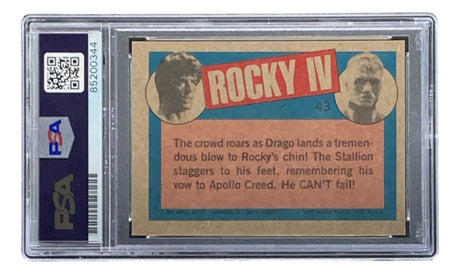 85200344
PSA
PSA
ROCKY IV
43
The crowd roars as Drago lands a tremen-
dous blow to Rocky's chin! The Stallion
staggers to his feet, remembering his
vow to Apollo Creed. He CAN'T fail!